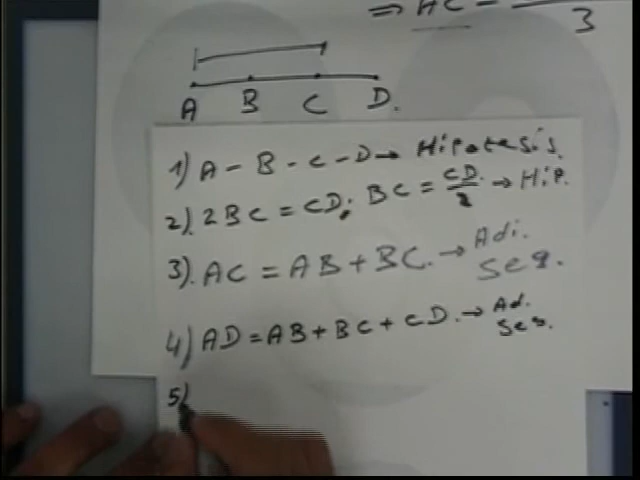 ⇒ AC = ―
3
A B C D.
1) A - B - C - D → Hipotesis.
2). 2BC = CD; BC = CD/2 → Hip.
3). AC = AB + BC. → Adi. Seg.
4) AD = AB + BC + CD. → Ad. Seg.
5)